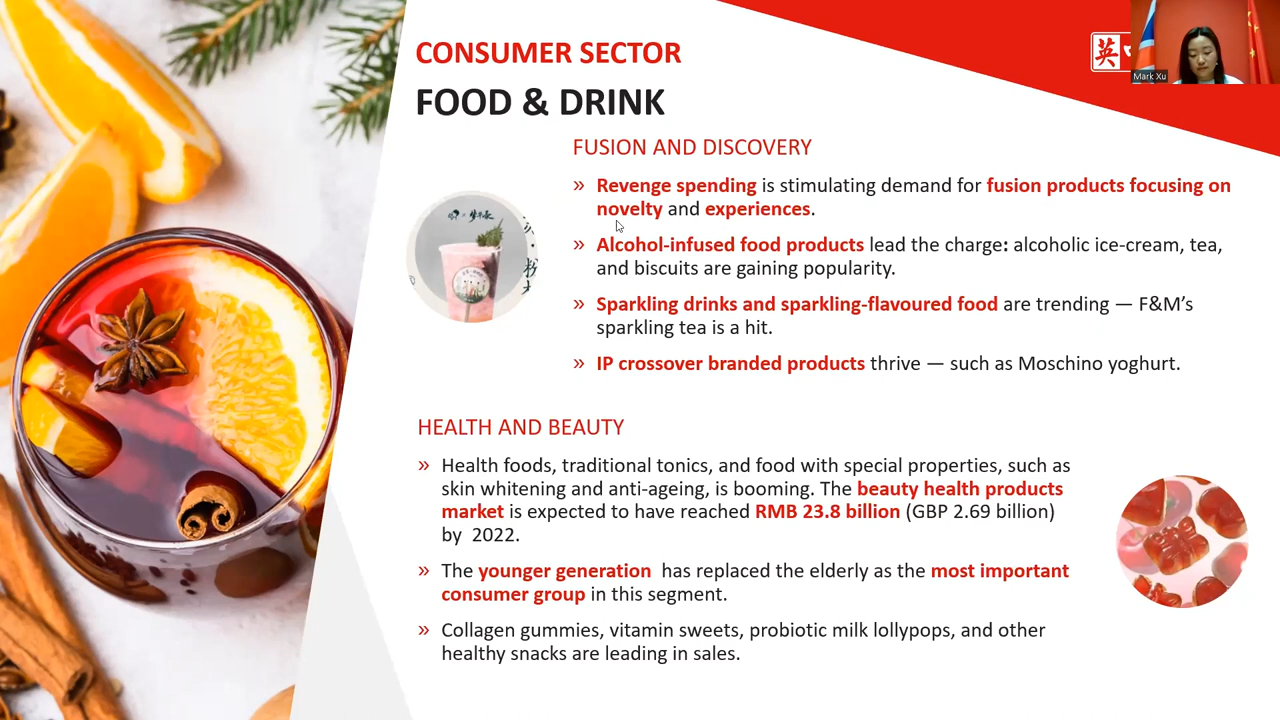 CONSUMER SECTOR
FOOD & DRINK
英
Mark Xu
FUSION AND DISCOVERY
» Revenge spending is stimulating demand for fusion products focusing on
novelty and experiences.
» Alcohol-infused food products lead the charge: alcoholic ice-cream, tea,
and biscuits are gaining popularity.
» Sparkling drinks and sparkling-flavoured food are trending — F&M’s
sparkling tea is a hit.
» IP crossover branded products thrive — such as Moschino yoghurt.
HEALTH AND BEAUTY
» Health foods, traditional tonics, and food with special properties, such as
skin whitening and anti-ageing, is booming. The beauty health products
market is expected to have reached RMB 23.8 billion (GBP 2.69 billion)
by 2022.
» The younger generation has replaced the elderly as the most important
consumer group in this segment.
» Collagen gummies, vitamin sweets, probiotic milk lollypops, and other
healthy snacks are leading in sales.